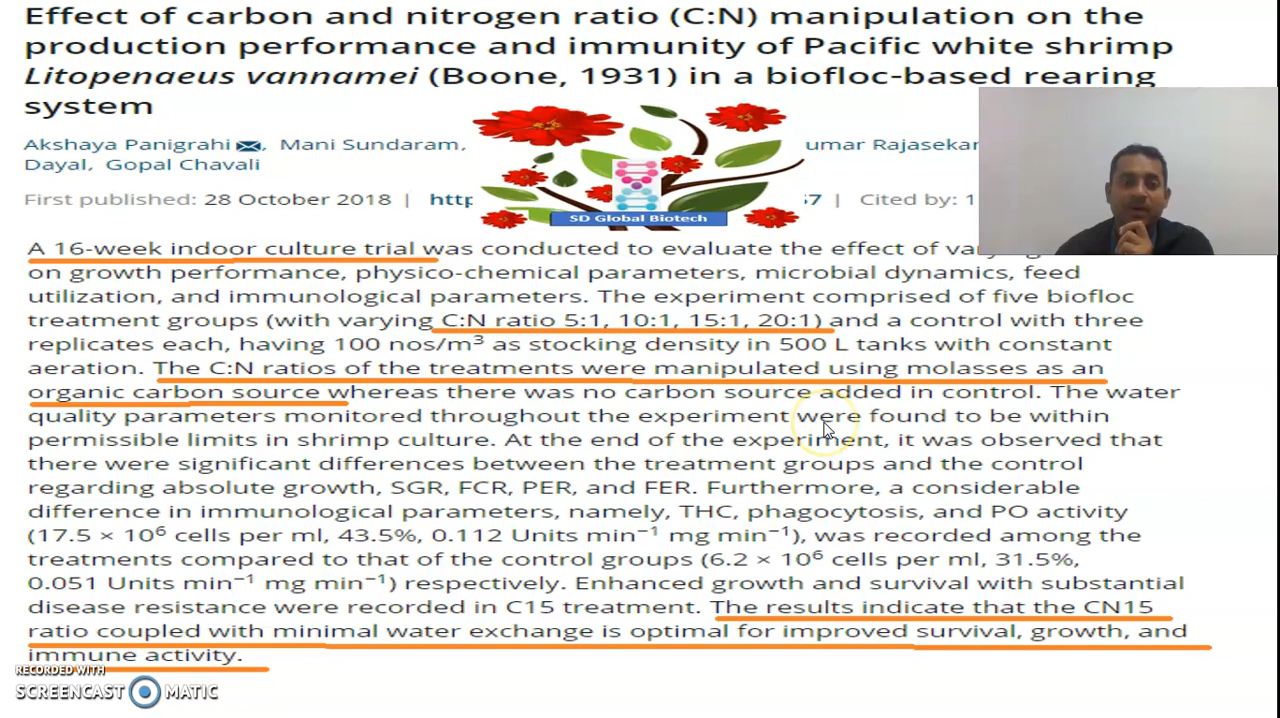 Effect of carbon and nitrogen ratio (C:N) manipulation on the
production performance and immunity of Pacific white shrimp
Litopenaeus vannamei (Boone, 1931) in a biofloc-based rearing
system
Akshaya Panigrahi, Mani Sundaram,
Dayal, Gopal Chavali
First published: 28 October 2018 |
| Cited by:
SD Global Biotech
A 16-week indoor culture trial was conducted to evaluate the effect of
on growth performance, physico-chemical parameters, microbial dynamics, feed
utilization, and immunological parameters. The experiment comprised of five biofloc
treatment groups (with varying C:N ratio 5:1, 10:1, 15:1, 20:1) and a control with three
replicates each, having 100 nos/m³ as stocking density in 500 L tanks with constant
aeration. The C:N ratios of the treatments were manipulated using molasses as an
organic carbon source whereas there was no carbon source added in control. The water
quality parameters monitored throughout the experiment were found to be within
permissible limits in shrimp culture. At the end of the experiment, it was observed that
there were significant differences between the treatment groups and the control
regarding absolute growth, SGR, FCR, PER, and FER. Furthermore, a considerable
difference in immunological parameters, namely, THC, phagocytosis, and PO activity
(17.5 × 10⁶ cells per ml, 43.5%, 0.112 Units min⁻¹ mg min⁻¹), was recorded among the
treatments compared to that of the control groups (6.2 × 10⁶ cells per ml, 31.5%,
0.051 Units min⁻¹ mg min⁻¹) respectively. Enhanced growth and survival with substantial
disease resistance were recorded in C15 treatment. The results indicate that the CN15
ratio coupled with minimal water exchange is optimal for improved survival, growth, and
immune activity.
RECORDED WITH
SCREENCAST MATIC